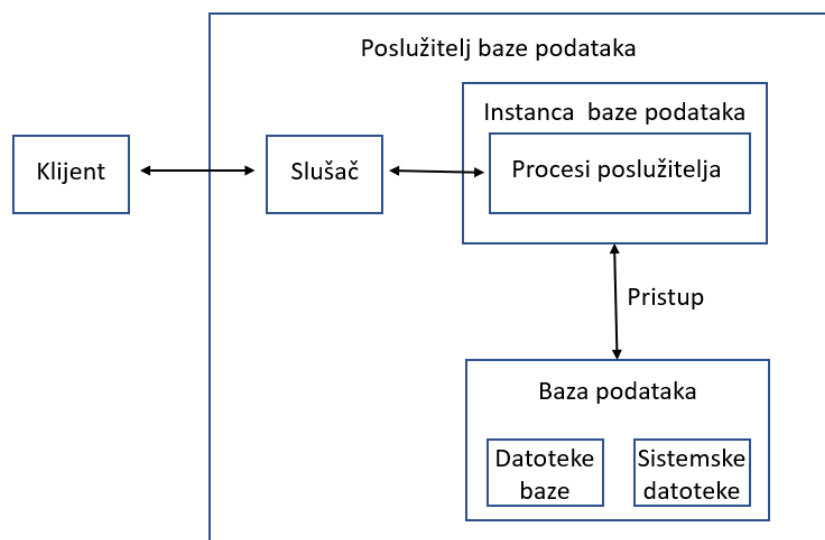 Poslužitelj baze podataka
Instanca baze podataka
Klijent
Slušač
Procesi poslužitelja
Pristup
Baza podataka
Datoteke
baze
Sistemske
datoteke